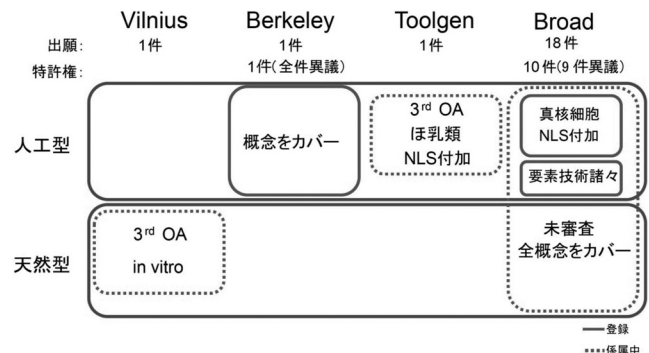 Vilnius Berkeley Toolgen Broad
出願: 1件 1件 1件 18件
特許権: 1件(全件異議) 10件(9件異議)
人工型
概念をカバー
3rd OA
ほ乳類
NLS付加
真核細胞
NLS付加
要素技術諸々
天然型
3rd OA
in vitro
未審査
全概念をカバー
登録
係属中